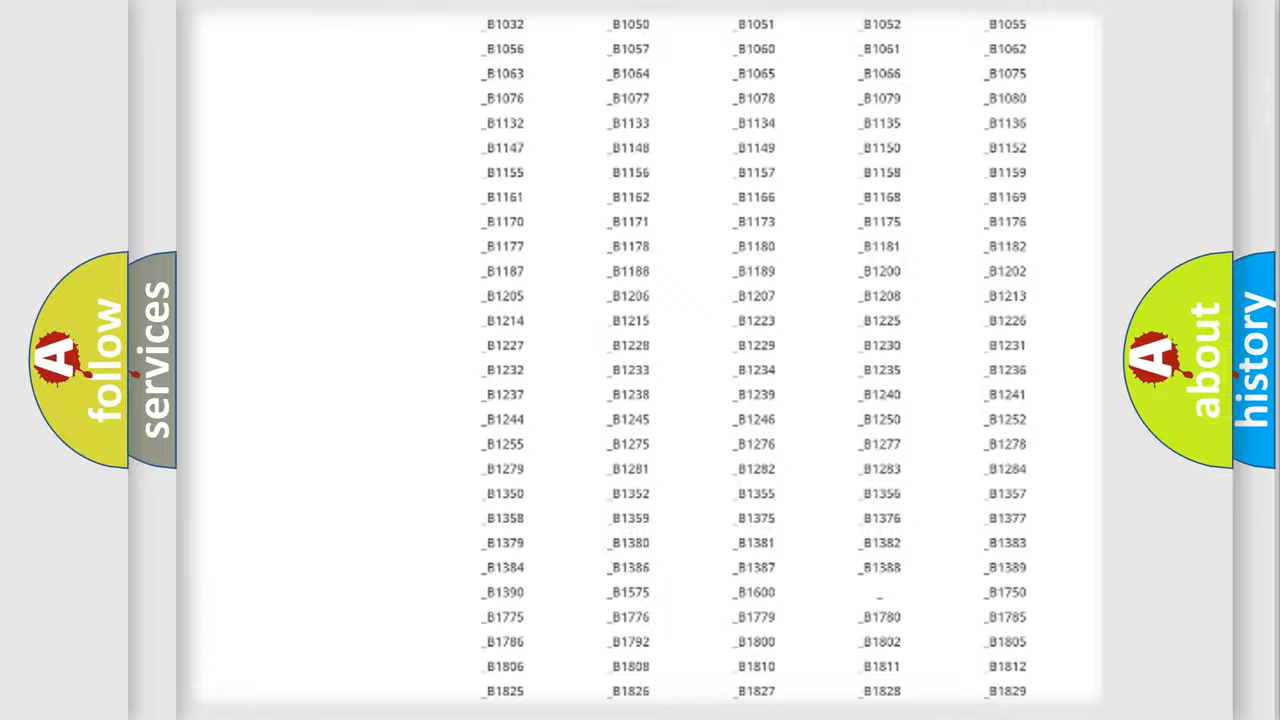 _B1032 _B1050 _B1051 _B1052 _B1055
_B1056 _B1057 _B1060 _B1061 _B1062
_B1063 _B1064 _B1065 _B1066 _B1075
_B1076 _B1077 _B1078 _B1079 _B1080
_B1132 _B1133 _B1134 _B1135 _B1136
_B1147 _B1148 _B1149 _B1150 _B1152
_B1155 _B1156 _B1157 _B1158 _B1159
_B1161 _B1162 _B1166 _B1168 _B1169
_B1170 _B1171 _B1173 _B1175 _B1176
_B1177 _B1178 _B1180 _B1181 _B1182
_B1187 _B1188 _B1189 _B1200 _B1202
_B1205 _B1206 _B1207 _B1208 _B1213
_B1214 _B1215 _B1223 _B1225 _B1226
_B1227 _B1228 _B1229 _B1230 _B1231
_B1232 _B1233 _B1234 _B1235 _B1236
_B1237 _B1238 _B1239 _B1240 _B1241
_B1244 _B1245 _B1246 _B1250 _B1252
_B1255 _B1275 _B1276 _B1277 _B1278
_B1279 _B1281 _B1282 _B1283 _B1284
_B1350 _B1352 _B1355 _B1356 _B1357
_B1358 _B1359 _B1375 _B1376 _B1377
_B1379 _B1380 _B1381 _B1382 _B1383
_B1384 _B1386 _B1387 _B1388 _B1389
_B1390 _B1575 _B1600 _ _B1750
_B1775 _B1776 _B1779 _B1780 _B1785
_B1786 _B1792 _B1800 _B1802 _B1805
_B1806 _B1808 _B1810 _B1811 _B1812
_B1825 _B1826 _B1827 _B1828 _B1829
A follow
services
A about
history